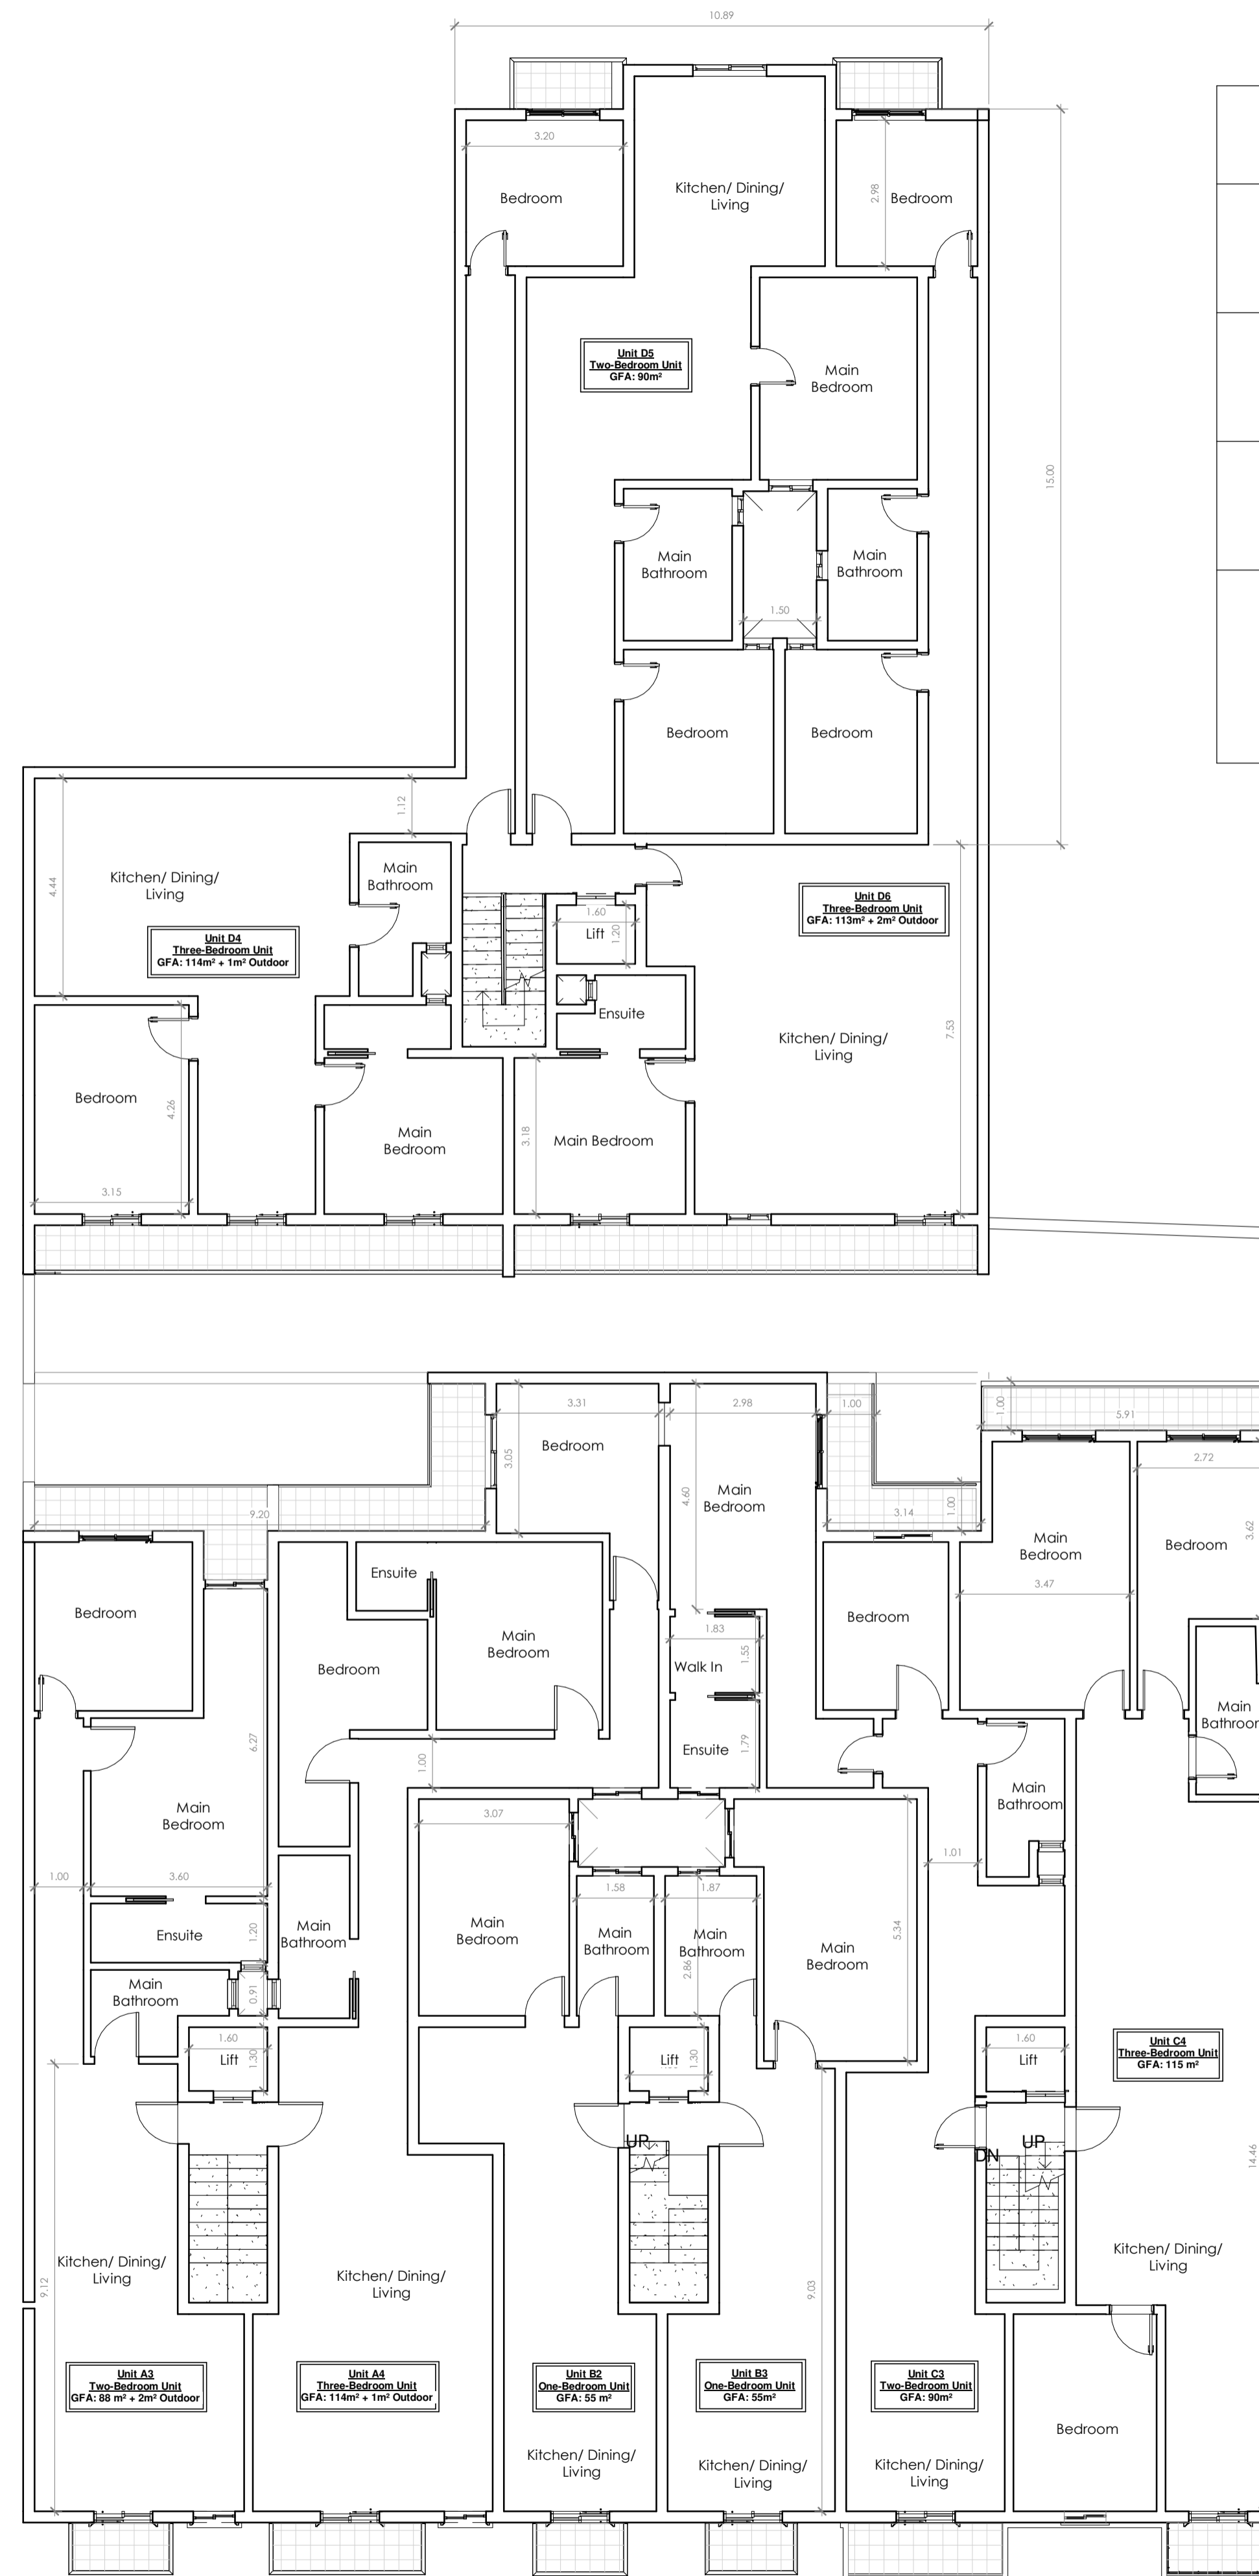 10.89
3.20
Bedroom
Kitchen/ Dining/
Living
2.98
Bedroom
Unit D5
Two-Bedroom Unit
GFA: 90m²
Main
Bedroom
15.00
Main
Bathroom
Main
Bathroom
1.50
Bedroom
Bedroom
1.12
4.44
Kitchen/ Dining/
Living
Main
Bathroom
Unit D4
Three-Bedroom Unit
GFA: 114m² + 1m² Outdoor
1.60
Lift
1.20
Unit D6
Three-Bedroom Unit
GFA: 113m² + 2m² Outdoor
Ensuite
Kitchen/ Dining/
Living
7.53
Bedroom
4.26
3.15
Main
Bedroom
3.18
Main Bedroom
3.31
Bedroom
3.05
2.98
4.60
Main
Bedroom
1.00
3.14
1.00
1.00
5.91
2.72
3.62
9.20
Bedroom
Ensuite
Main
Bedroom
Bedroom
1.83
Walk In
1.55
Ensuite
1.79
Bedroom
Main
Bedroom
3.47
Bedroom
Main
6.27
1.00
Main
Bedroom
1.00
3.60
Ensuite
1.20
Main
Bathroom
0.91
Main
Bathroom
3.07
Main
Bedroom
1.58
Main
Bathroom
1.87
Main
Bathroom
2.86
Main
Bedroom
5.34
1.01
Main
Bathroom
1.60
Lift
1.30
Lift
1.30
1.60
Lift
Unit C4
Three-Bedroom Unit
GFA: 115 m²
UP
DN
UP
14.46
Kitchen/ Dining/
Living
9.12
Kitchen/ Dining/
Living
9.03
Kitchen/ Dining/
Living
Unit A3
Two-Bedroom Unit
GFA: 88 m² + 2m² Outdoor
Unit A4
Three-Bedroom Unit
GFA: 114m² + 1m² Outdoor
Unit B2
One-Bedroom Unit
GFA: 55 m²
Unit B3
One-Bedroom Unit
GFA: 55m²
Unit C3
Two-Bedroom Unit
GFA: 90m²
Bedroom
Kitchen/ Dining/
Living
Kitchen/ Dining/
Living
Kitchen/ Dining/
Living